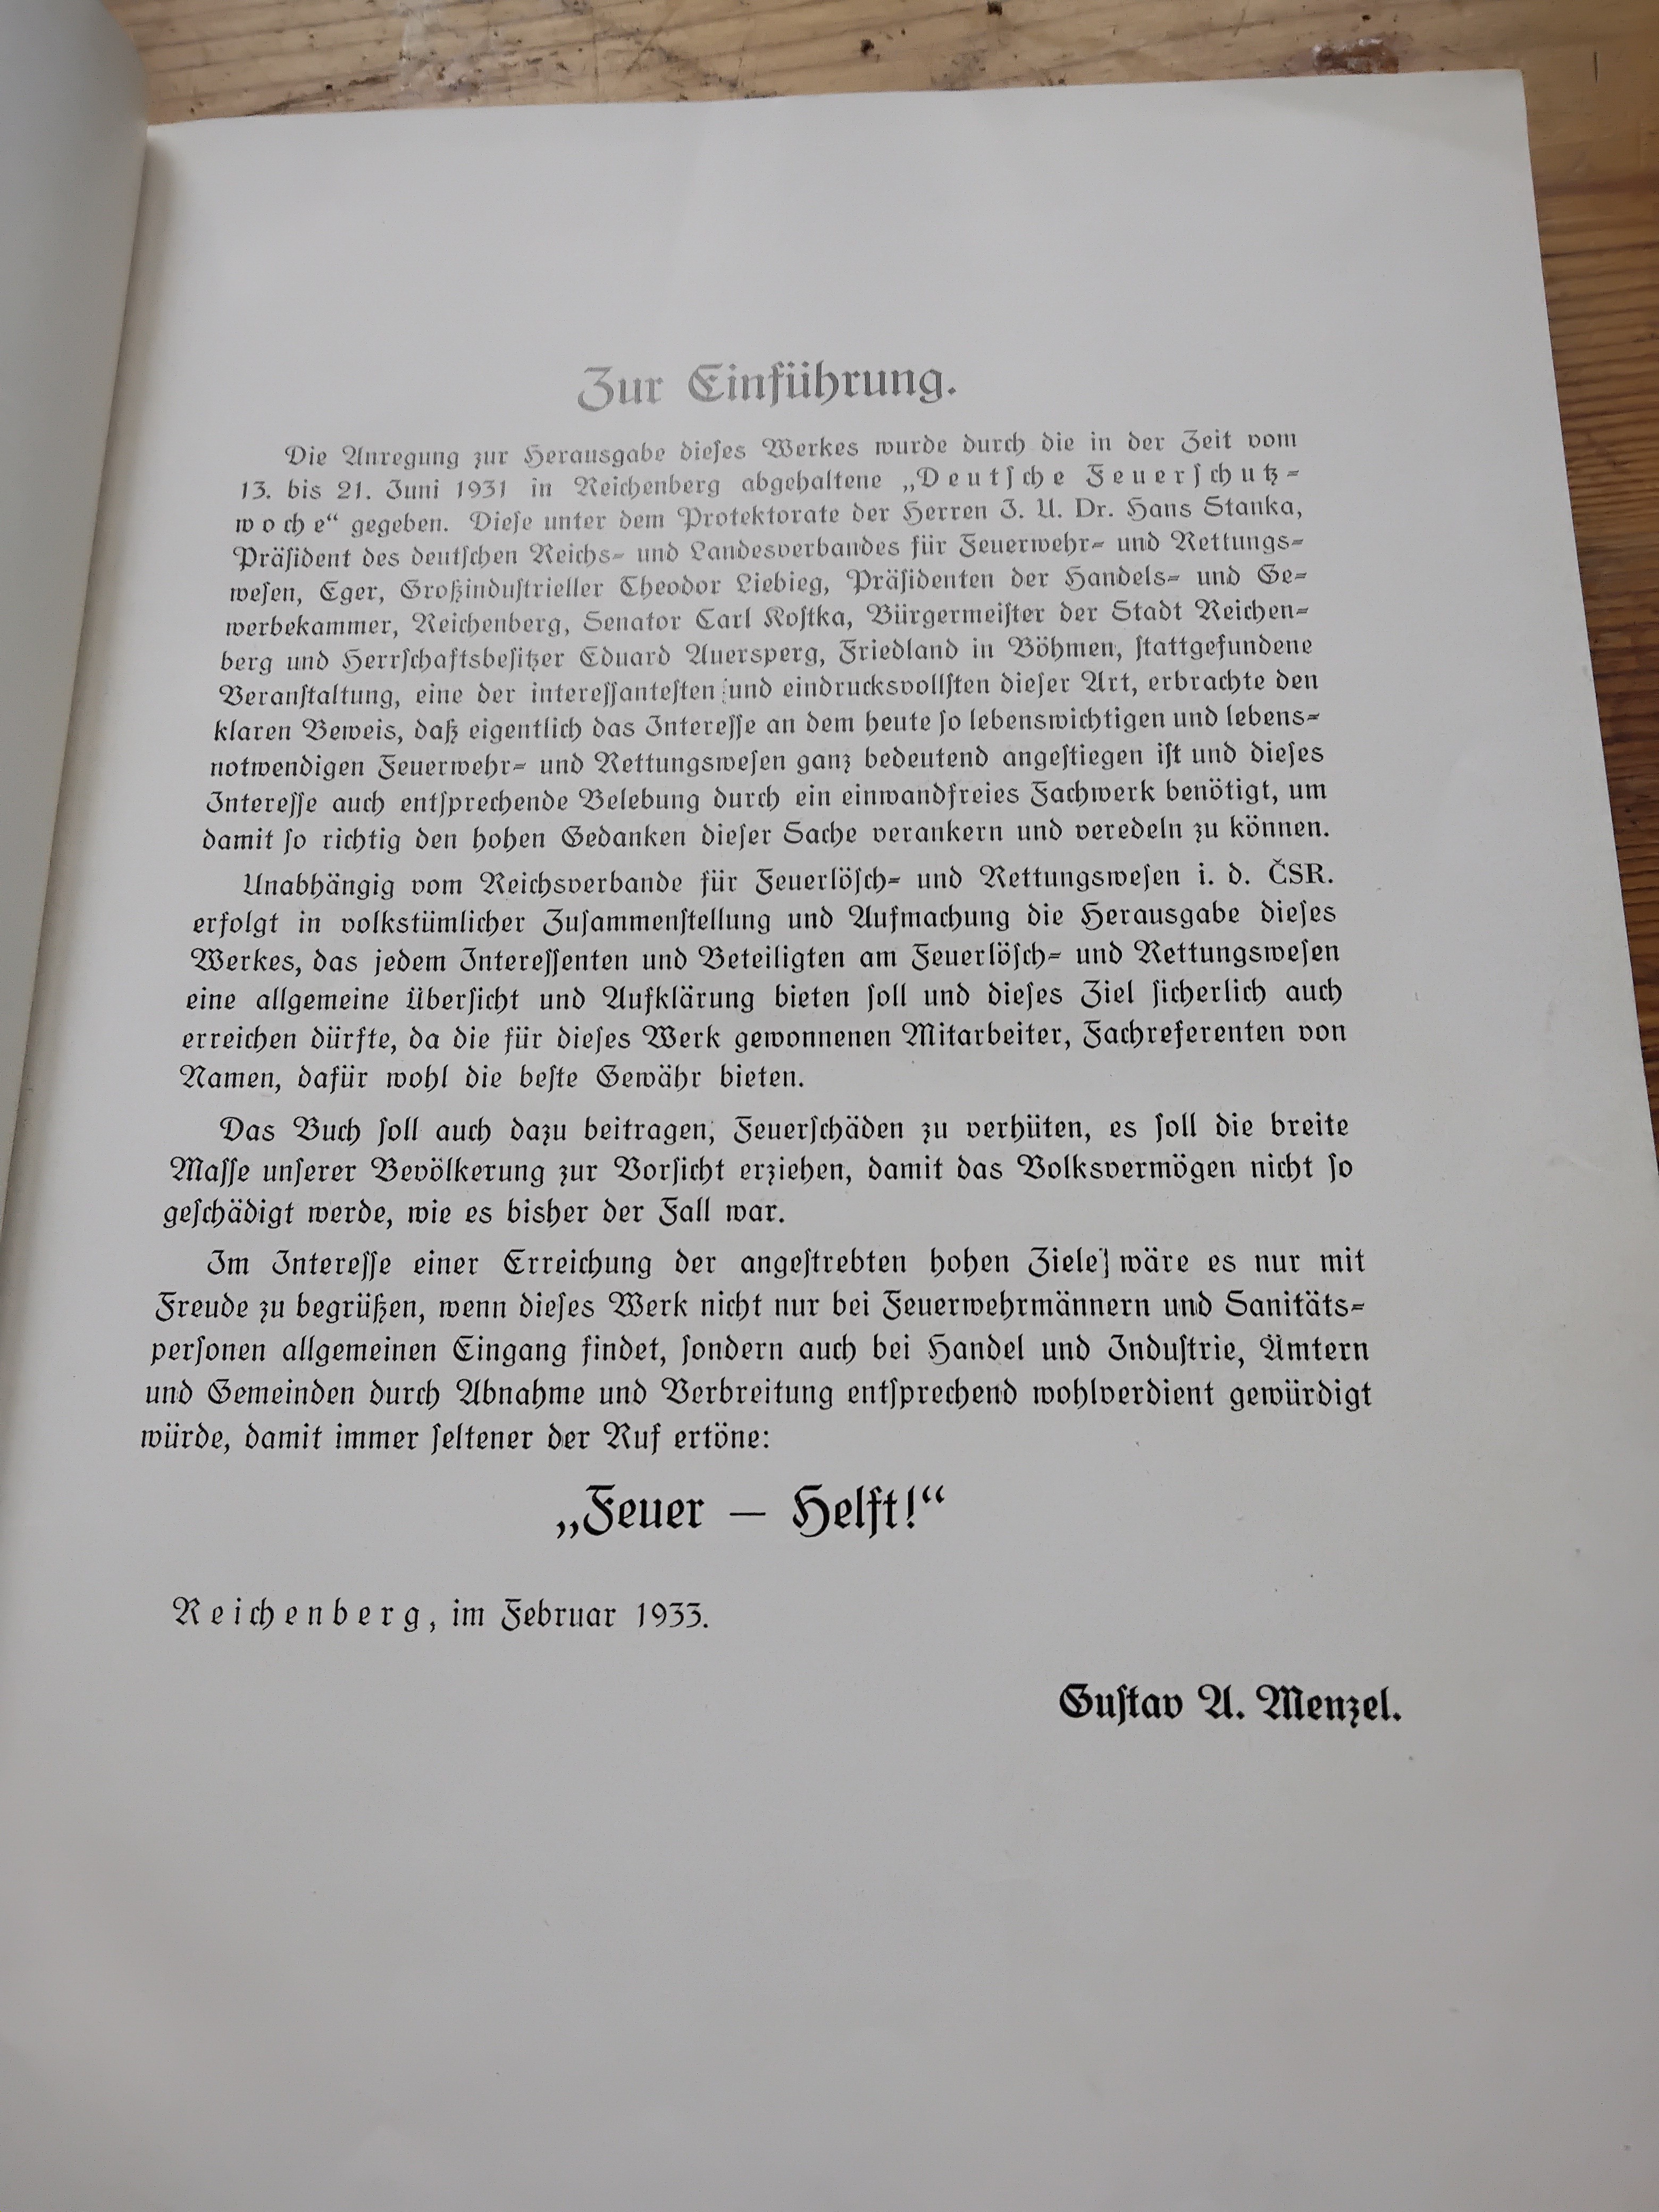 Zur Einführung.
Die Anregung zur Herausgabe dieses Werkes wurde durch die in der Zeit vom
13. bis 21. Juni 1931 in Reichenberg abgehaltene „Deutsche Feuerschutz-
woche“ gegeben. Diese unter dem Protektorate der Herren J. U. Dr. Hans Stanka,
Präsident des deutschen Reichs- und Landesverbandes für Feuerwehr- und Rettungs-
wesen, Eger, Großindustrieller Theodor Liebieg, Präsidenten der Handels- und Ge-
werbekammer, Reichenberg, Senator Carl Kostka, Bürgermeister der Stadt Reichen-
berg und Herrschaftsbesitzer Eduard Auersperg, Friedland in Böhmen, stattgefundene
Veranstaltung, eine der interessantesten und eindrucksvollsten dieser Art, erbrachte den
klaren Beweis, daß eigentlich das Interesse an dem heute so lebenswichtigen und lebens-
notwendigen Feuerwehr- und Rettungswesen ganz bedeutend angestiegen ist und dieses
Interesse auch entsprechende Belebung durch ein einwandfreies Fachwerk benötigt, um
damit so richtig den hohen Gedanken dieser Sache verankern und veredeln zu können.
Unabhängig vom Reichsverbande für Feuerlösch- und Rettungswesen i. d. ČSR.
erfolgt in volkstümlicher Zusammenstellung und Aufmachung die Herausgabe dieses
Werkes, das jedem Interessenten und Beteiligten am Feuerlösch- und Rettungswesen
eine allgemeine Übersicht und Aufklärung bieten soll und dieses Ziel sicherlich auch
erreichen dürfte, da die für dieses Werk gewonnenen Mitarbeiter, Fachreferenten von
Namen, dafür wohl die beste Gewähr bieten.
Das Buch soll auch dazu beitragen, Feuerschäden zu verhüten, es soll die breite
Masse unserer Bevölkerung zur Vorsicht erziehen, damit das Volksvermögen nicht so
geschädigt werde, wie es bisher der Fall war.
Im Interesse einer Erreichung der angestrebten hohen Ziele wäre es nur mit
Freude zu begrüßen, wenn dieses Werk nicht nur bei Feuerwehrmännern und Sanitäts-
personen allgemeinen Eingang findet, sondern auch bei Handel und Industrie, Ämtern
und Gemeinden durch Abnahme und Verbreitung entsprechend wohlverdient gewürdigt
würde, damit immer seltener der Ruf ertöne:
„Feuer — Helft!“
Reichenberg, im Februar 1933.
Gustav A. Menzel.